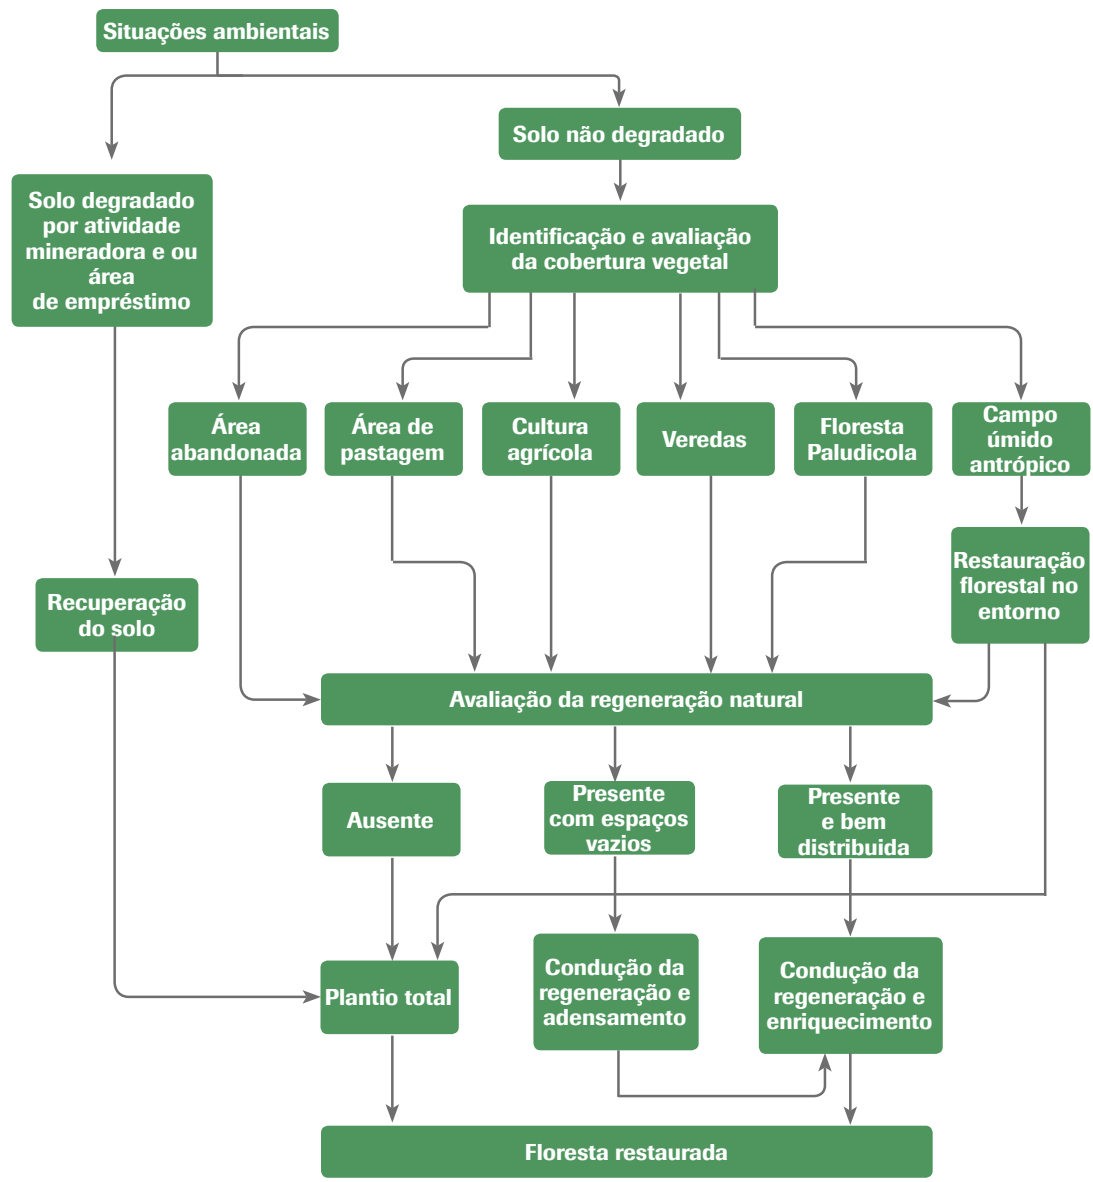 Situações ambientais
Solo não degradado
Solo degradado
por atividade
mineradora e ou
área
de empréstimo
Identificação e avaliação
da cobertura vegetal
Área
abandonada
Área de
pastagem
Cultura
agrícola
Veredas
Floresta
Paludicola
Campo
úmido
antrópico
Restauração
florestal no
entorno
Recuperação
do solo
Avaliação da regeneração natural
Ausente
Presente
com espaços
vazios
Presente
e bem
distribuida
Plantio total
Condução da
regeneração e
adensamento
Condução da
regeneração e
enriquecimento
Floresta restaurada